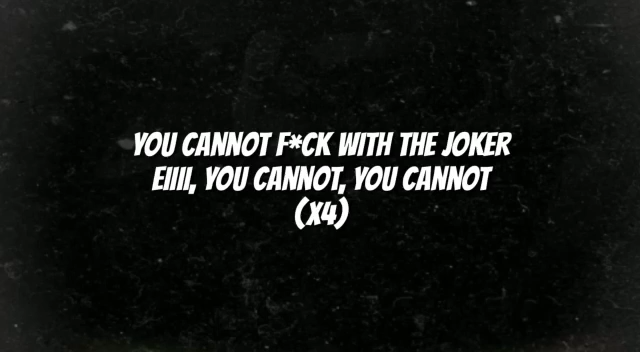 YOU CANNOT F*CK WITH THE JOKER
EIIII, YOU CANNOT, YOU CANNOT
(X4)